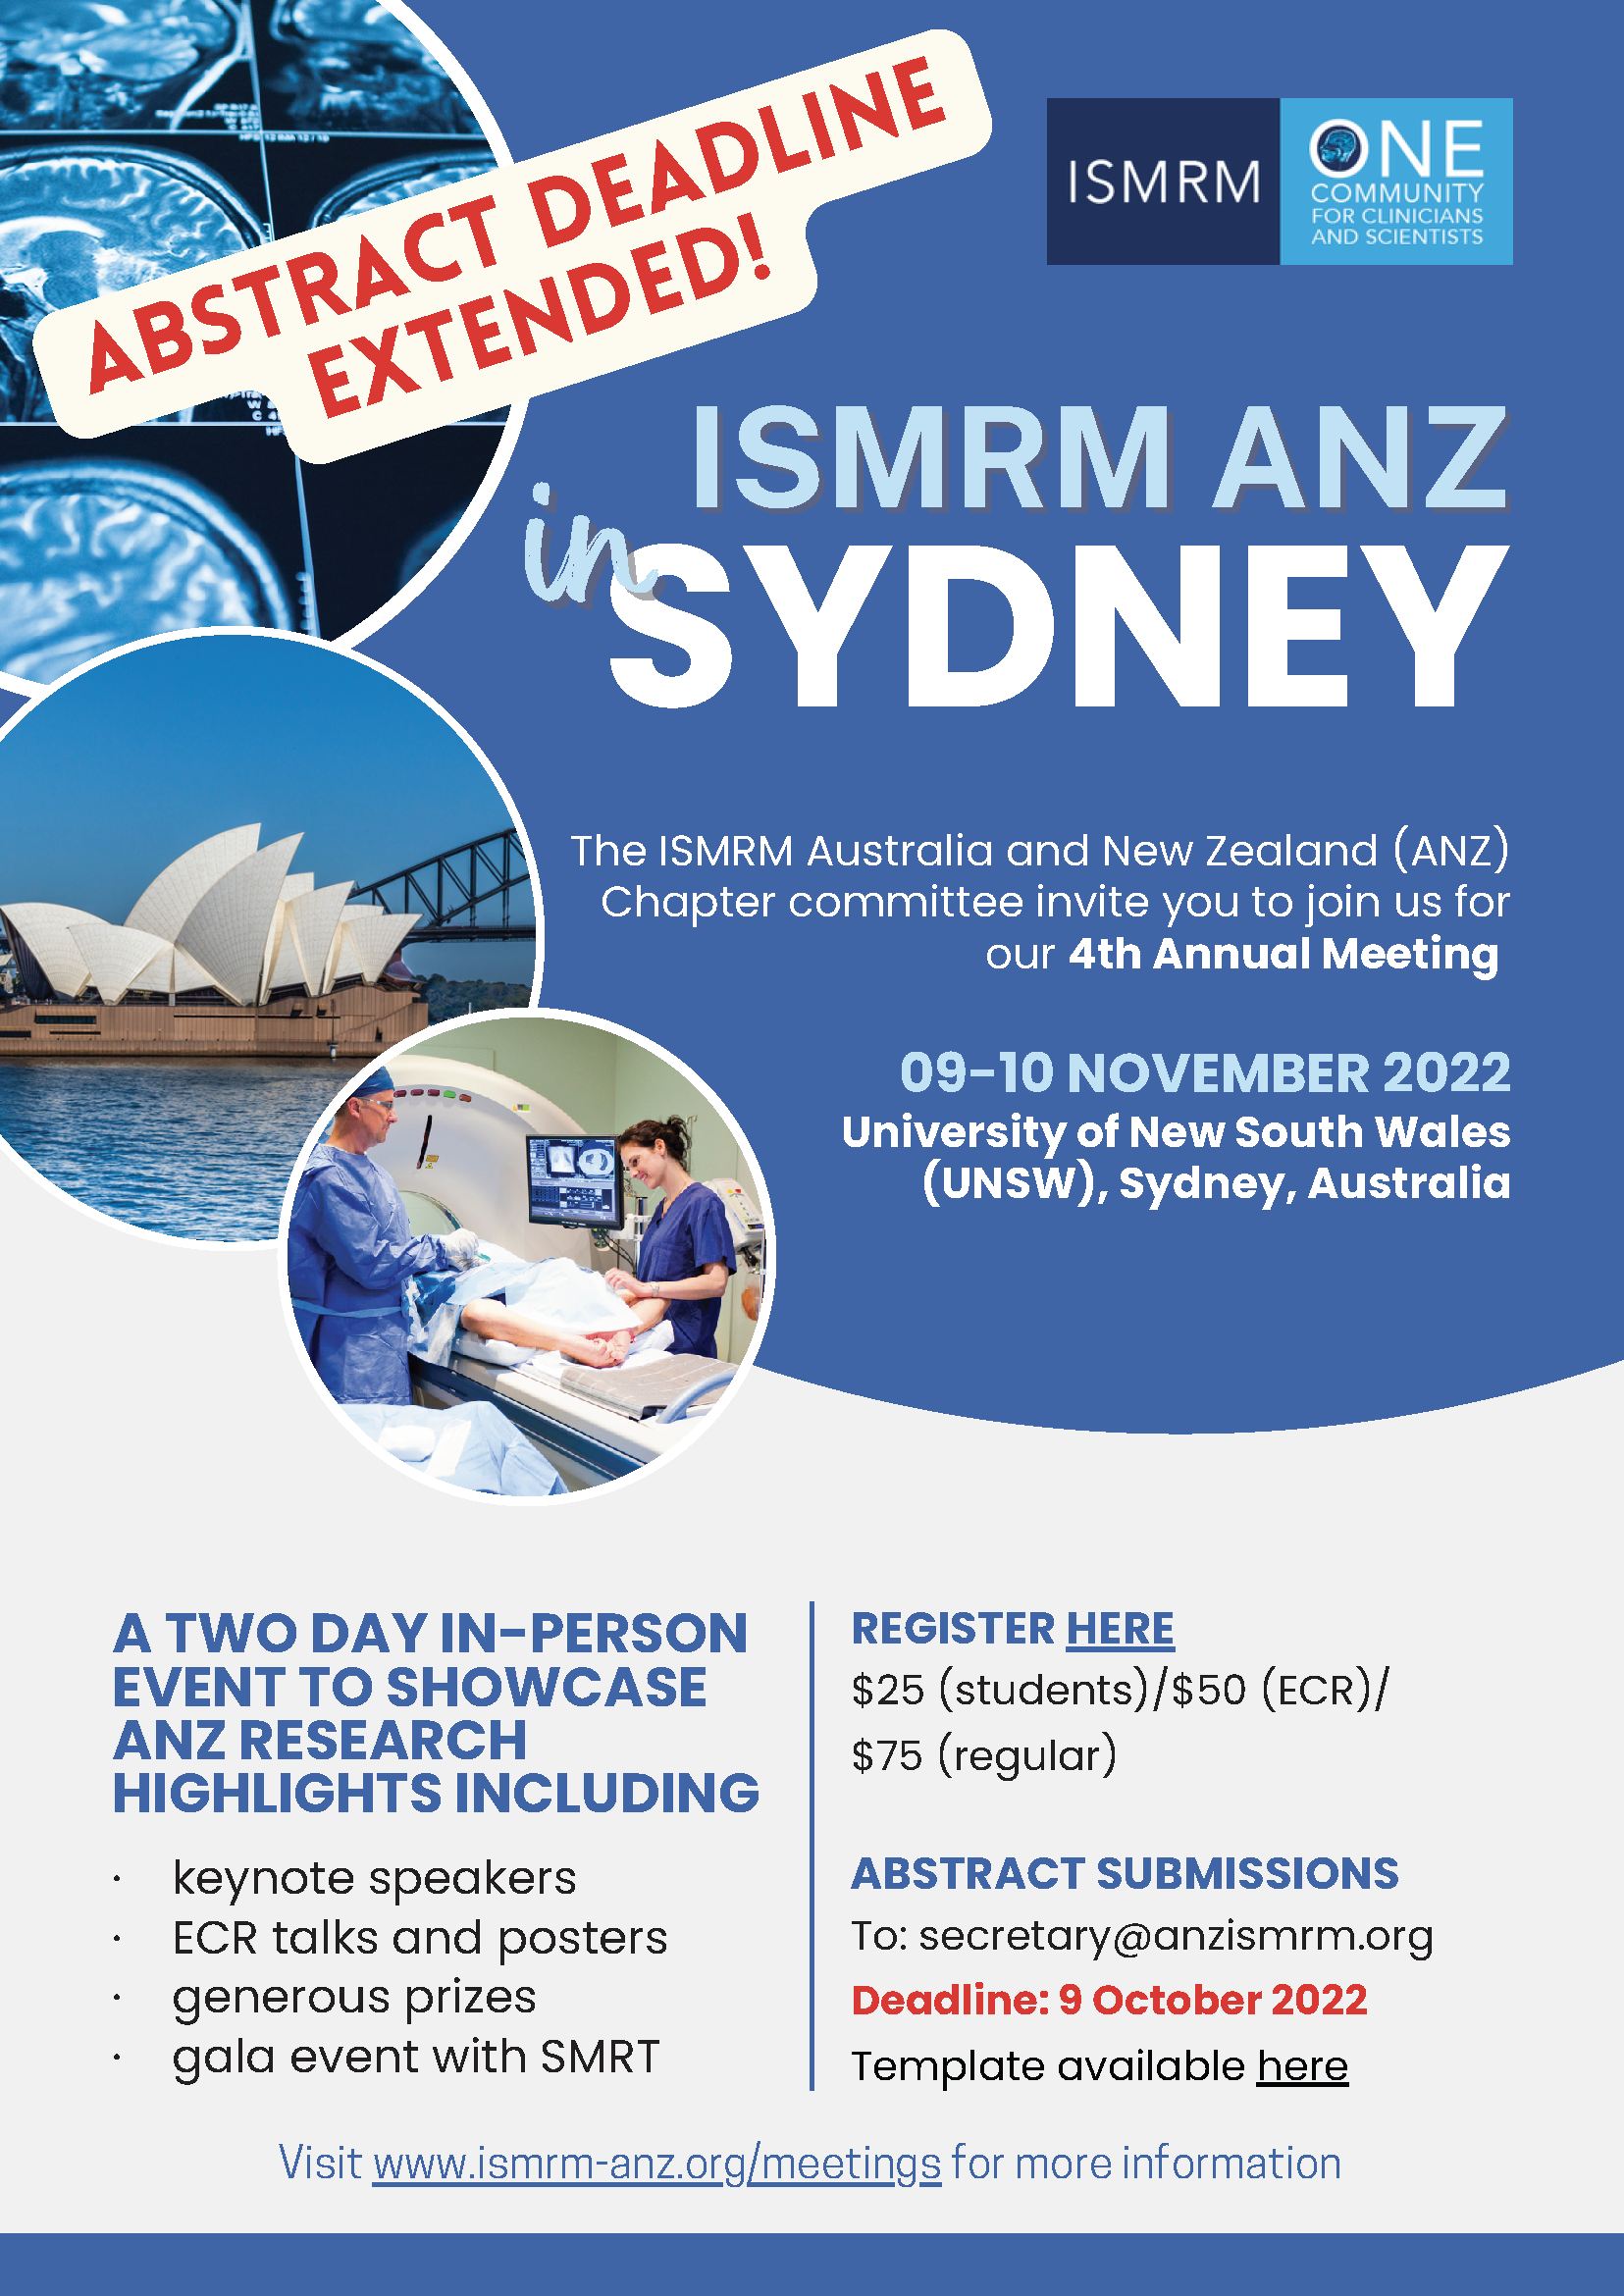 ABSTRACT DEADLINE
EXTENDED!
ISMRM
ONE
COMMUNITY
FOR CLINICIANS
AND SCIENTISTS
ISMRM ANZ
in
SYDNEY
The ISMRM Australia and New Zealand (ANZ)
Chapter committee invite you to join us for
our 4th Annual Meeting
09-10 NOVEMBER 2022
University of New South Wales
(UNSW), Sydney, Australia
A TWO DAY IN-PERSON
EVENT TO SHOWCASE
ANZ RESEARCH
HIGHLIGHTS INCLUDING
· keynote speakers
· ECR talks and posters
· generous prizes
· gala event with SMRT
REGISTER HERE
$25 (students)/$50 (ECR)/
$75 (regular)
ABSTRACT SUBMISSIONS
To: secretary@anzismrm.org
Deadline: 9 October 2022
Template available here
Visit www.ismrm-anz.org/meetings for more information